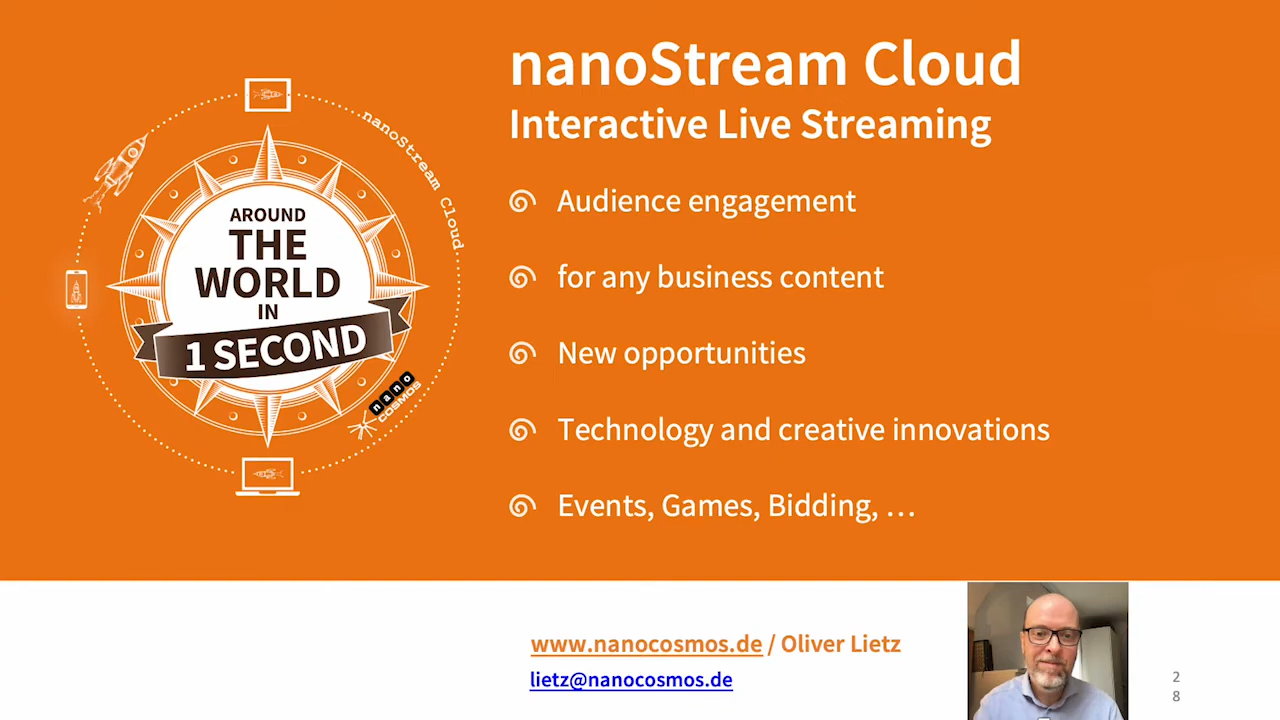 nanoStream Cloud
Interactive Live Streaming
nanoStream Cloud
AROUND
THE
WORLD
IN
1 SECOND
nano
COSMOS
Audience engagement
for any business content
New opportunities
Technology and creative innovations
Events, Games, Bidding, …
www.nanocosmos.de / Oliver Lietz
lietz@nanocosmos.de
2
8